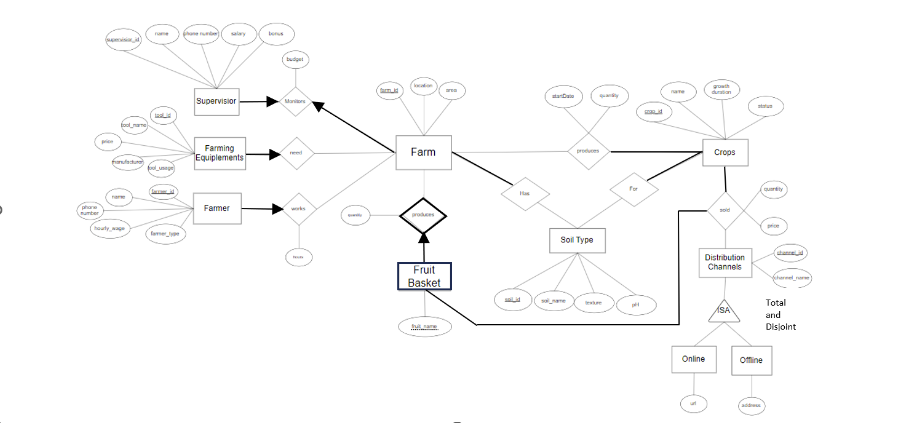 supervisor_id
name
phone number
salary
bonus
budget
Supervisior
Monitors
farm_id
location
area
startDate
quantity
name
growth
duration
crop_id
status
tool_id
tool_name
price
manufacturer
tool_usage
Farming
Equiplements
need
Farm
produces
Crops
farmer_id
name
phone
number
hourly_wage
farmer_type
Farmer
works
hours
quantity
produces
Has
For
Soil Type
sold
quantity
price
Fruit
Basket
fruit_name
soil_id
soil_name
texture
pH
Distribution
Channels
channel_id
channel_name
ISA
Total
and
Disjoint
Online
Offline
url
address